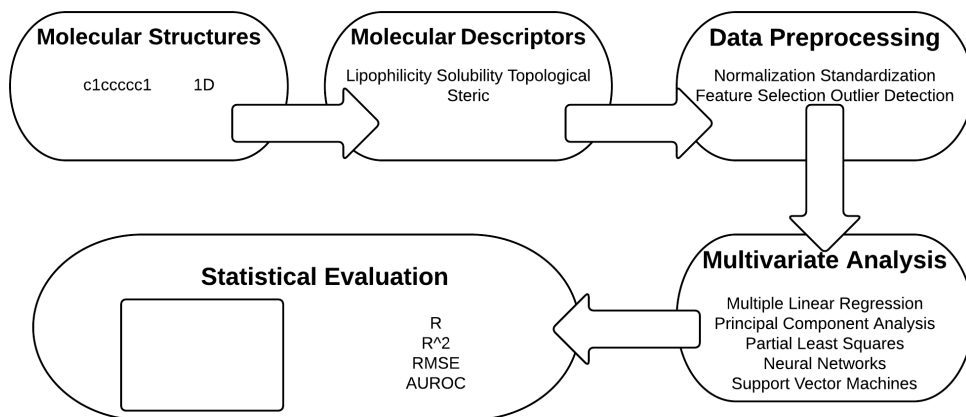 Molecular Structures
c1ccccc1 1D
Molecular Descriptors
Lipophilicity Solubility Topological
Steric
Data Preprocessing
Normalization Standardization
Feature Selection Outlier Detection
Multivariate Analysis
Multiple Linear Regression
Principal Component Analysis
Partial Least Squares
Neural Networks
Support Vector Machines
Statistical Evaluation
R
R^2
RMSE
AUROC